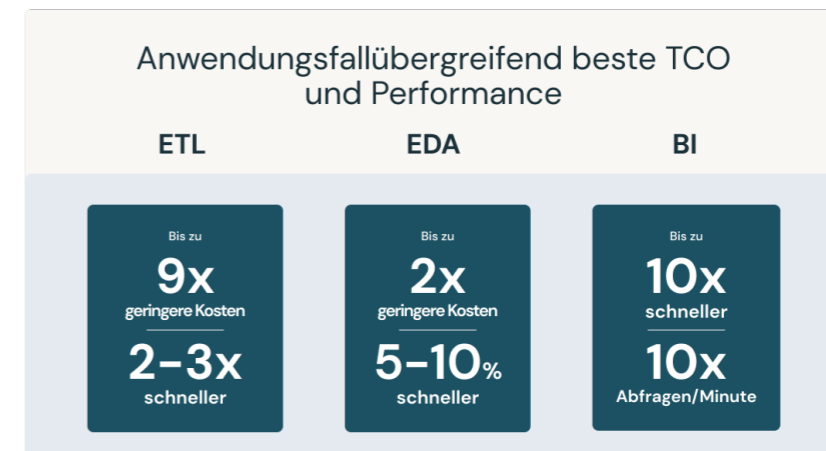 Anwendungsfallübergreifend beste TCO
und Performance
ETL
EDA
BI
Bis zu
9x
geringere Kosten
2–3x
schneller
Bis zu
2x
geringere Kosten
5–10%
schneller
Bis zu
10x
schneller
10x
Abfragen/Minute